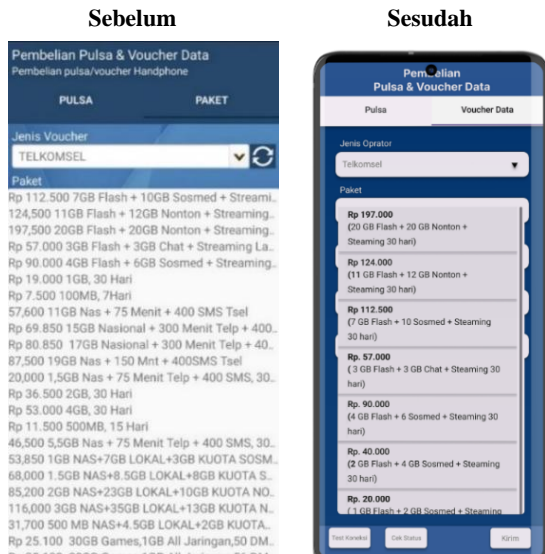 Sebelum
Sesudah
Pembelian Pulsa & Voucher Data
Pembelian pulsa/voucher Handphone
PULSA PAKET
Jenis Voucher
TELKOMSEL
Paket
Rp 112.500 7GB Flash + 10GB Sosmed + Streami..
124,500 11GB Flash + 12GB Nonton + Streaming..
197,500 20GB Flash + 20GB Nonton + Streaming..
Rp 57.000 3GB Flash + 3GB Chat + Streaming La..
Rp 90.000 4GB Flash + 6GB Sosmed + Streaming..
Rp 19.000 1GB, 30 Hari
Rp 7.500 100MB, 7Hari
57,600 11GB Nas + 75 Menit + 400 SMS Tsel
Rp 69.850 15GB Nasional + 300 Menit Telp + 400..
Rp 80.850 17GB Nasional + 300 Menit Telp + 40..
87,500 19GB Nas + 150 Mnt + 400SMS Tsel
20,000 1,5GB Nas + 75 Menit Telp + 400 SMS, 30..
Rp 36.500 2GB, 30 Hari
Rp 53.000 4GB, 30 Hari
Rp 11.500 500MB, 15 Hari
46,500 5,5GB Nas + 75 Menit Telp + 400 SMS, 30..
53,850 1GB NAS+7GB LOKAL+3GB KUOTA SOSM..
68,000 1.5GB NAS+8.5GB LOKAL+8GB KUOTA S..
85,200 2GB NAS+23GB LOKAL+10GB KUOTA NO..
116,000 3GB NAS+35GB LOKAL+13GB KUOTA N..
31,700 500 MB NAS+4.5GB LOKAL+2GB KUOTA..
Rp 25.100 30GB Games,1GB All Jaringan,50 DM..
Pembelian
Pulsa & Voucher Data
Pulsa Voucher Data
Jenis Oprator
Telkomsel
Paket
Rp 197.000
(20 GB Flash + 20 GB Nonton +
Steaming 30 hari)
Rp 124.000
(11 GB Flash + 12 GB Nonton +
Streaming 30 hari)
Rp 112.500
(7 GB Flash + 10 Sosmed + Streaming
30 hari)
Rp. 57.000
( 3 GB Flash + 3 GB Chat + Steaming 30
hari)
Rp. 90.000
(4 GB Flash + 6 Sosmed + Steaming 30
hari)
Rp. 40.000
(2 GB Flash + 4 GB Sosmed + Steaming
30 hari)
Rp. 20.000
( 1 GB Flash + 2 GB Sosmed + Streaming
Test Koneksi Cek Status Kirim